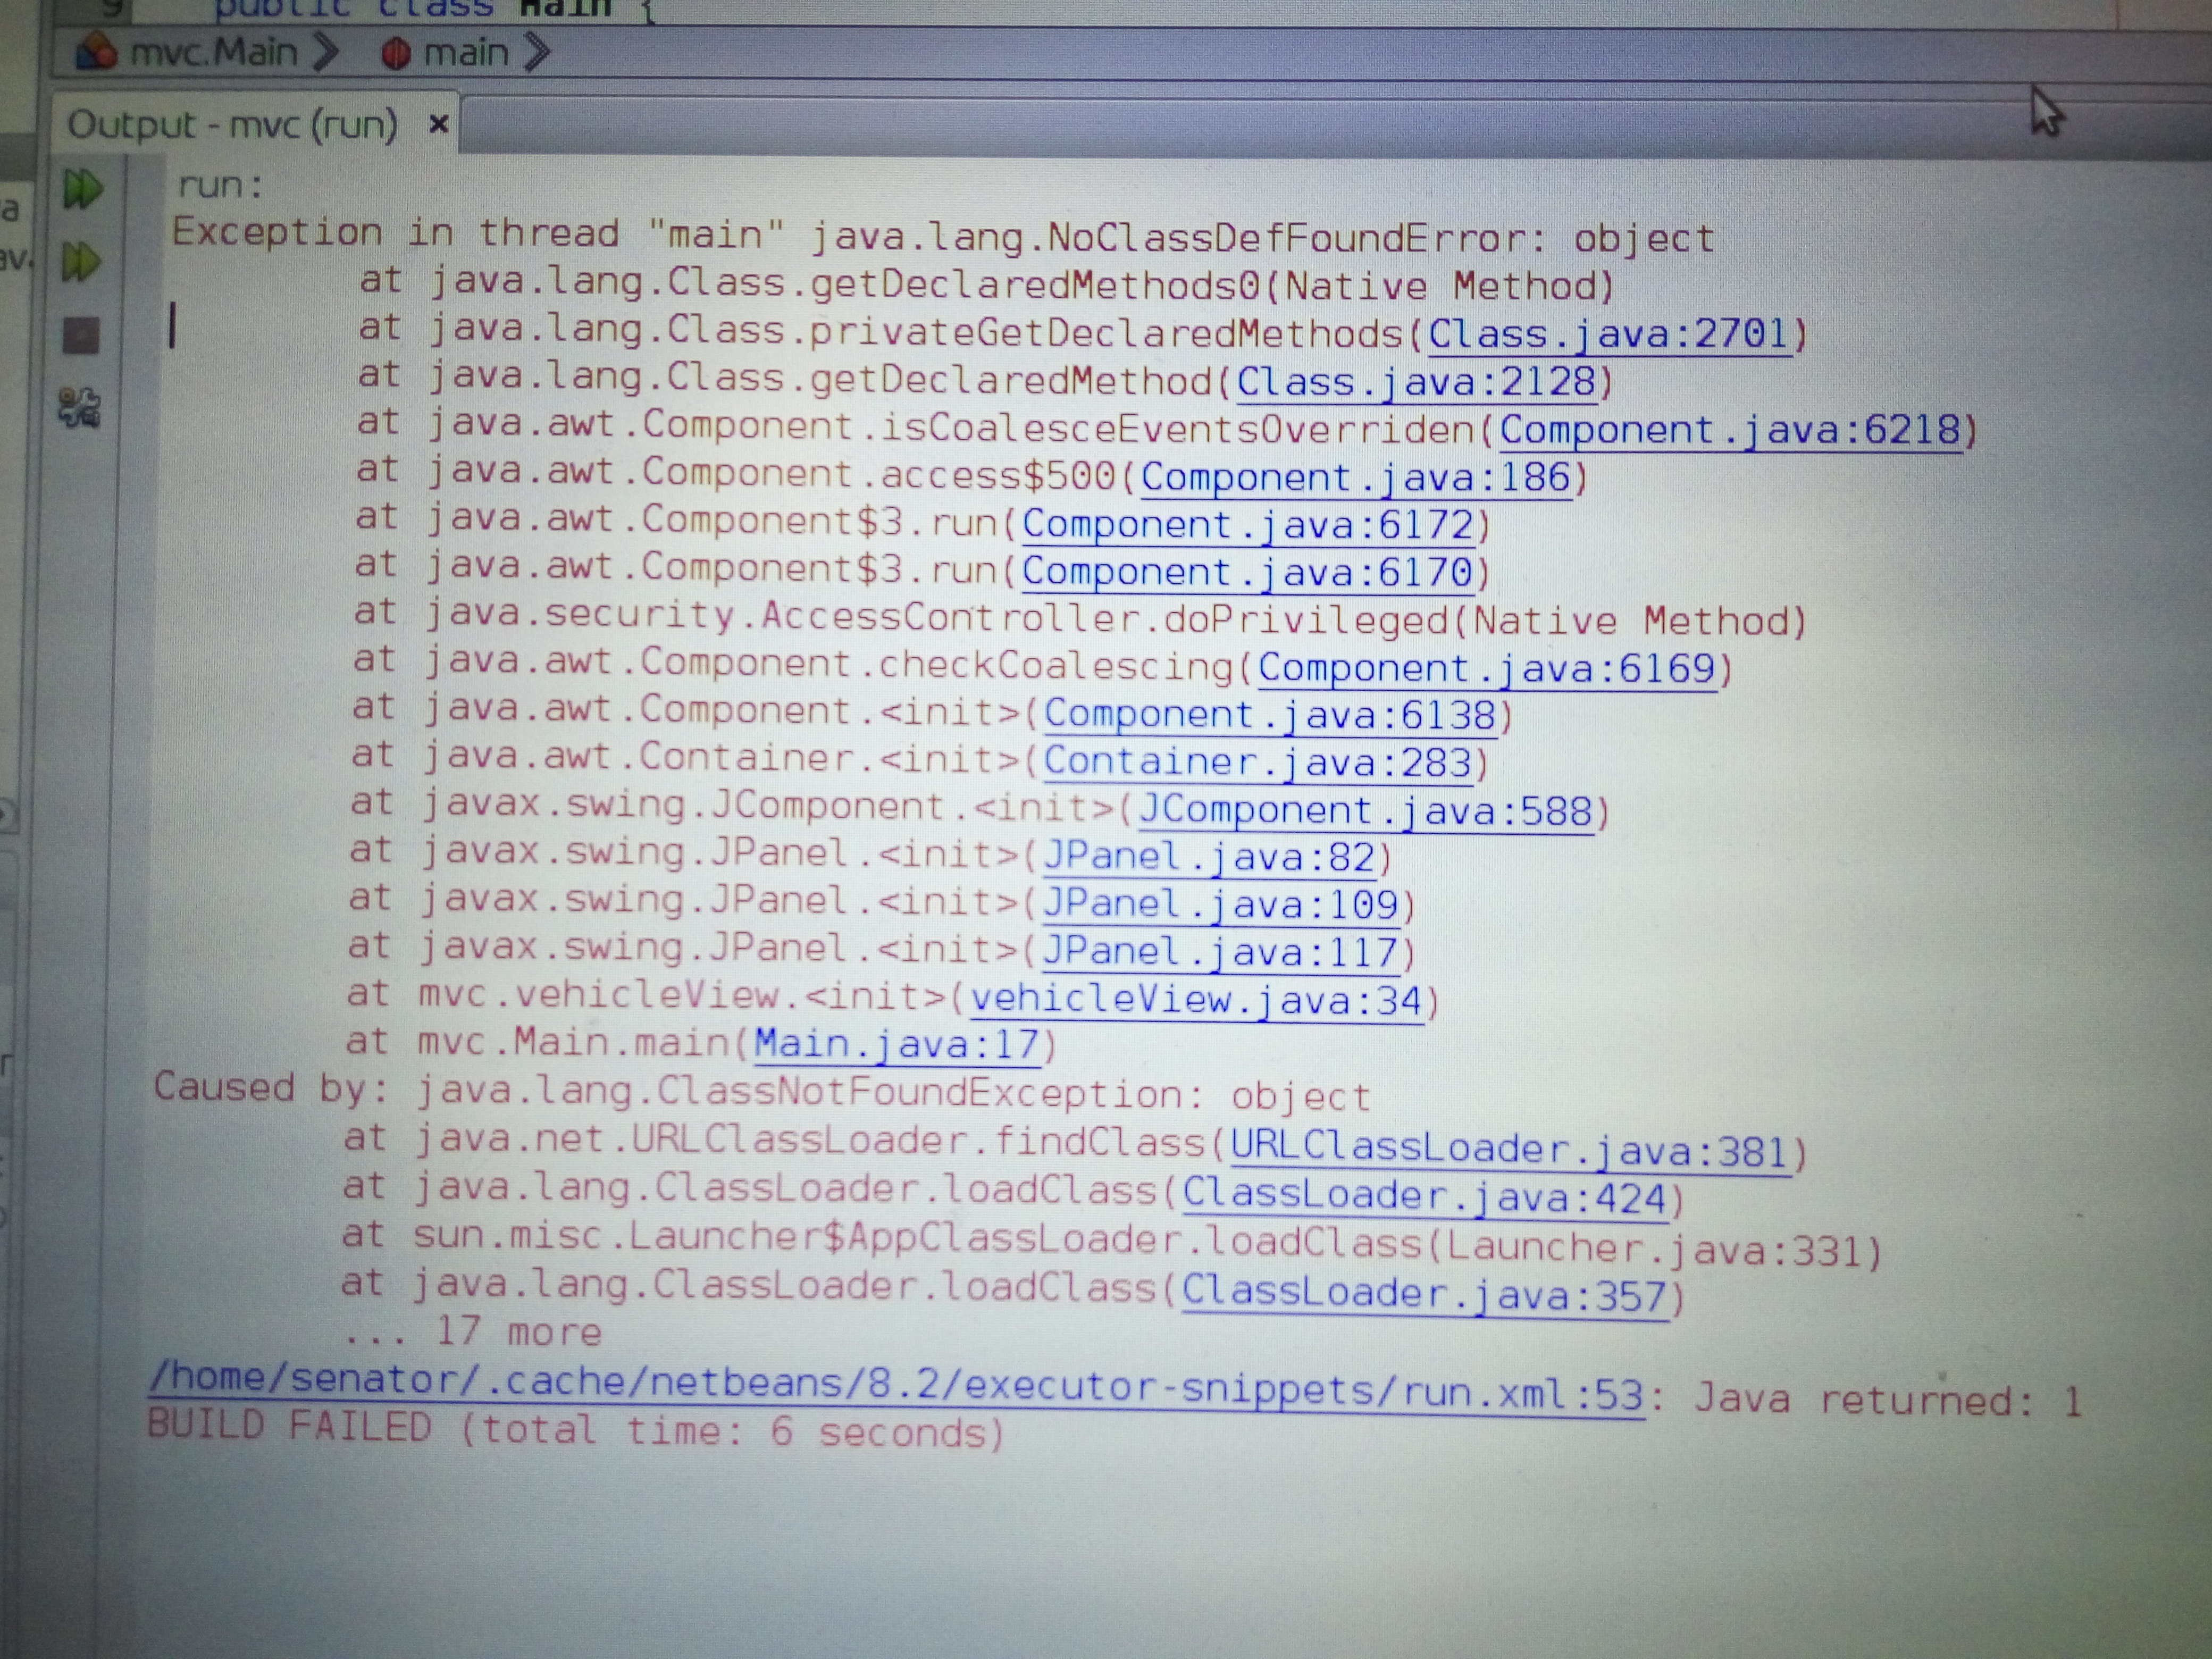 9 public class Main {
mvc.Main main
Output - mvc (run) ×
run:
Exception in thread "main" java.lang.NoClassDefFoundError: object
at java.lang.Class.getDeclaredMethods0(Native Method)
at java.lang.Class.privateGetDeclaredMethods(Class.java:2701)
at java.lang.Class.getDeclaredMethod(Class.java:2128)
at java.awt.Component.isCoalesceEventsOverriden(Component.java:6218)
at java.awt.Component.access$500(Component.java:186)
at java.awt.Component$3.run(Component.java:6172)
at java.awt.Component$3.run(Component.java:6170)
at java.security.AccessController.doPrivileged(Native Method)
at java.awt.Component.checkCoalescing(Component.java:6169)
at java.awt.Component.<init>(Component.java:6138)
at java.awt.Container.<init>(Container.java:283)
at javax.swing.JComponent.<init>(JComponent.java:588)
at javax.swing.JPanel.<init>(JPanel.java:82)
at javax.swing.JPanel.<init>(JPanel.java:109)
at javax.swing.JPanel.<init>(JPanel.java:117)
at mvc.vehicleView.<init>(vehicleView.java:34)
at mvc.Main.main(Main.java:17)
Caused by: java.lang.ClassNotFoundException: object
at java.net.URLClassLoader.findClass(URLClassLoader.java:381)
at java.lang.ClassLoader.loadClass(ClassLoader.java:424)
at sun.misc.Launcher$AppClassLoader.loadClass(Launcher.java:331)
at java.lang.ClassLoader.loadClass(ClassLoader.java:357)
... 17 more
/home/senator/.cache/netbeans/8.2/executor-snippets/run.xml:53: Java returned: 1
BUILD FAILED (total time: 6 seconds)